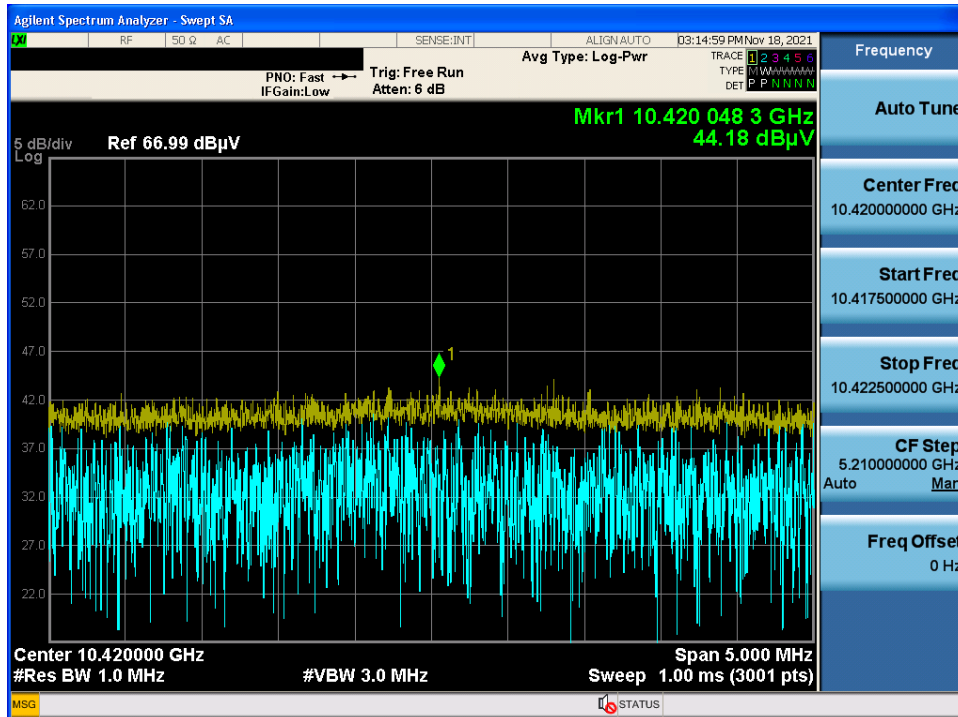 Agilent Spectrum Analyzer - Swept SA
LXI RF 50 Ω AC SENSE:INT ALIGN AUTO 03:14:59 PM Nov 18, 2021
Frequency
Avg Type: Log-Pwr
TRACE 1 2 3 4 5 6
PNO: Fast Trig: Free Run
TYPE M WWWWWW
IFGain:Low Atten: 6 dB
DET P P N N N N
Auto Tune
Mkr1 10.420 048 3 GHz
44.18 dBµV
5 dB/div Ref 66.99 dBµV
Log
62.0
57.0
52.0
47.0
42.0
37.0
32.0
27.0
22.0
1
Center Freq
10.420000000 GHz
Start Freq
10.417500000 GHz
Stop Freq
10.422500000 GHz
CF Step
5.210000000 GHz
Auto Man
Freq Offset
0 Hz
Center 10.420000 GHz Span 5.000 MHz
#Res BW 1.0 MHz #VBW 3.0 MHz Sweep 1.00 ms (3001 pts)
MSG STATUS